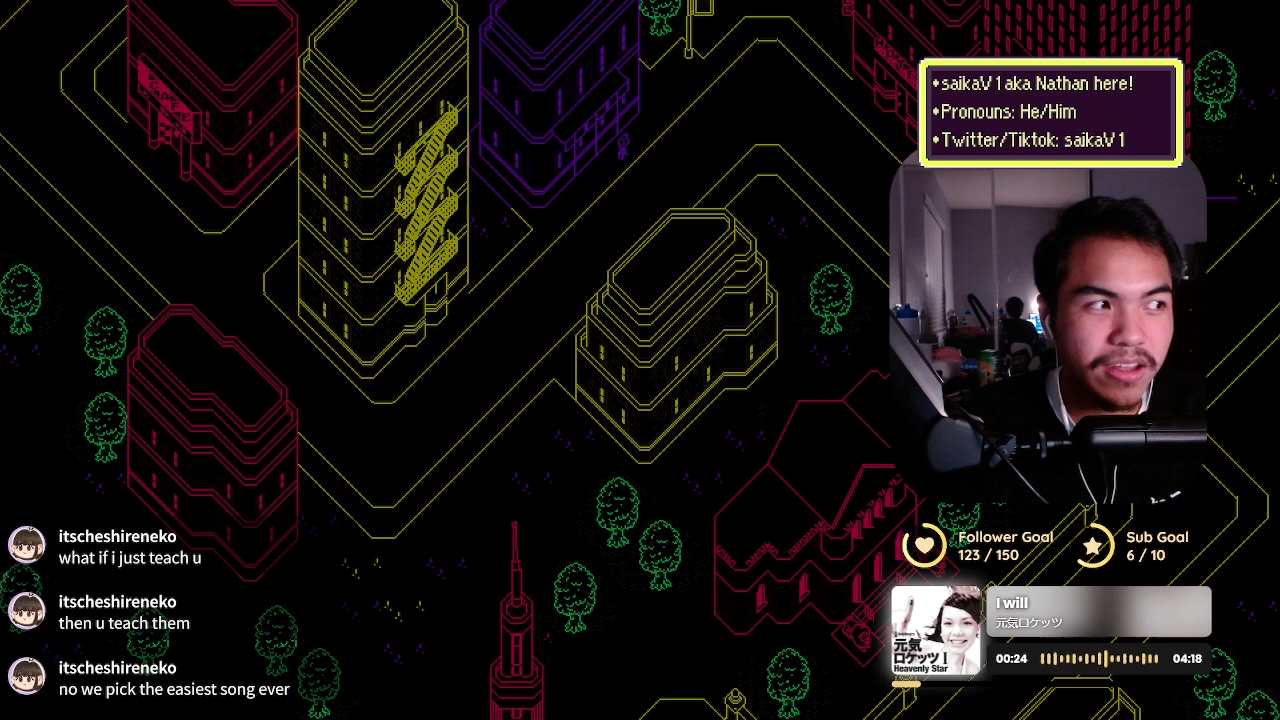 •saikaV1 aka Nathan here!
•Pronouns: He/Him
•Twitter/Tiktok: saikaV1
itscheshireneko
what if i just teach u
itscheshireneko
then u teach them
itscheshireneko
no we pick the easiest song ever
Follower Goal
123 / 150
Sub Goal
6 / 10
元気
ロケッツ I
Heavenly Star
I will
元気ロケッツ
00:24
04:18